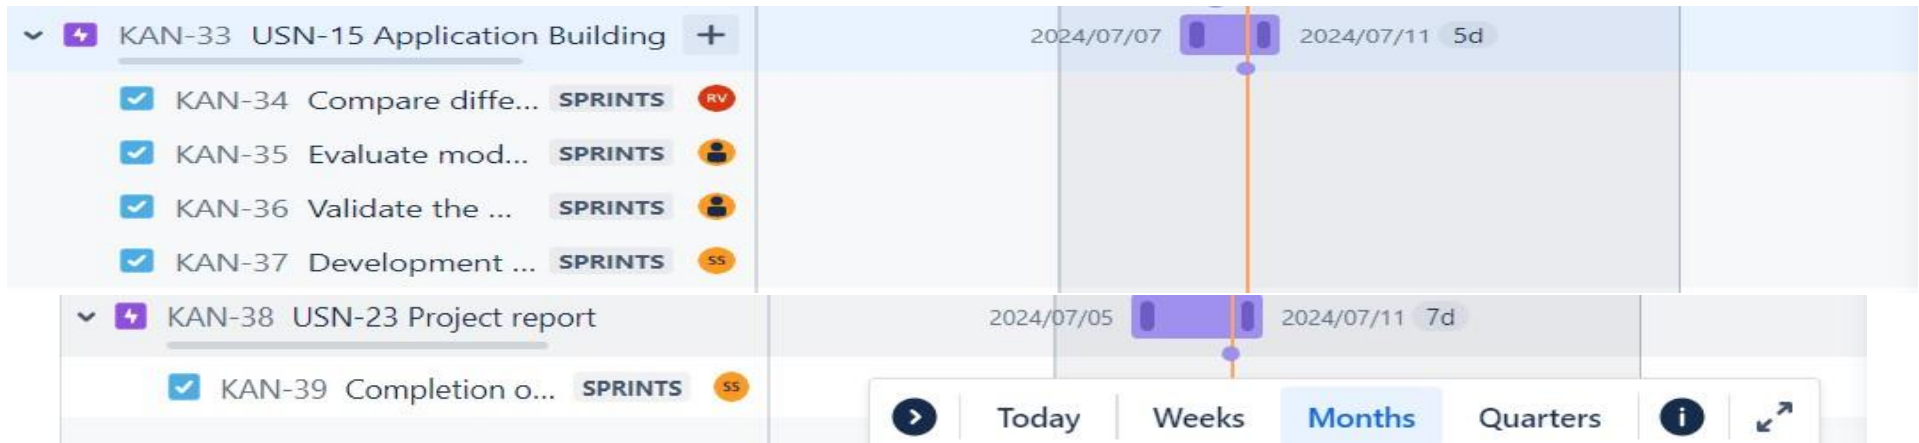 KAN-33 USN-15 Application Building + 2024/07/07 2024/07/11 5d
KAN-34 Compare diffe... SPRINTS RV
KAN-35 Evaluate mod... SPRINTS
KAN-36 Validate the ... SPRINTS
KAN-37 Development ... SPRINTS SS
KAN-38 USN-23 Project report 2024/07/05 2024/07/11 7d
KAN-39 Completion o... SPRINTS SS
Today Weeks Months Quarters